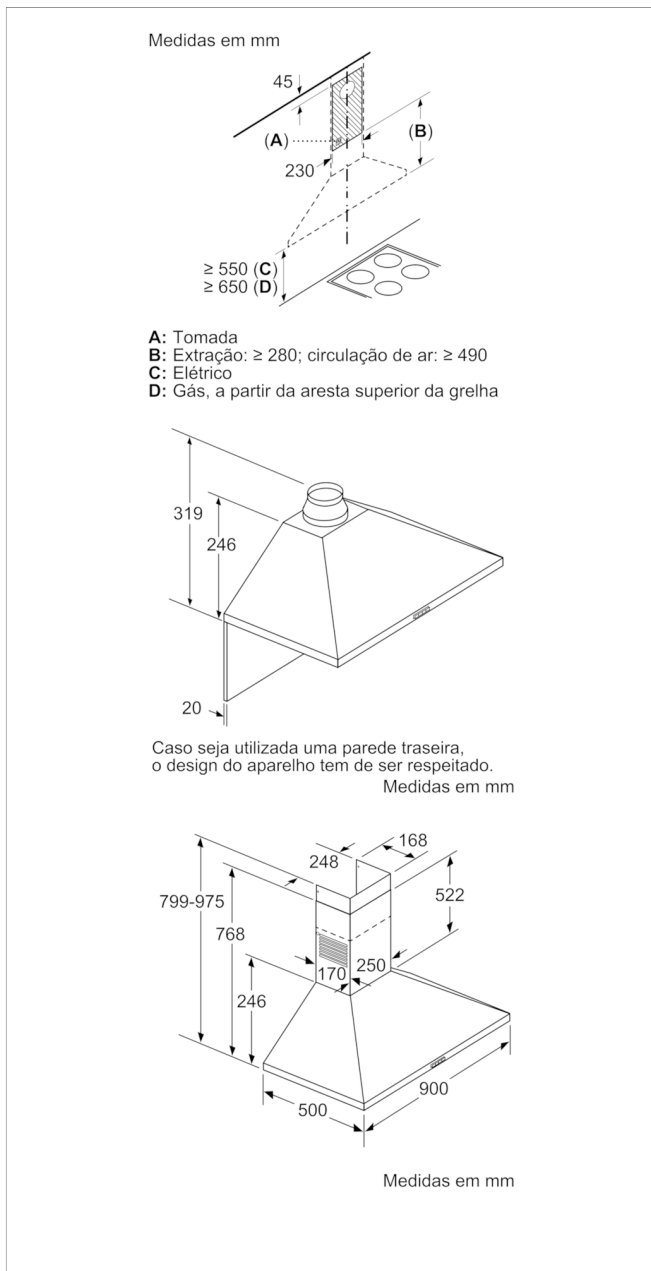 Medidas em mm
45
(A)
(B)
230
≥ 550 (C)
≥ 650 (D)
A: Tomada
B: Extração: ≥ 280; circulação de ar: ≥ 490
C: Elétrico
D: Gás, a partir da aresta superior da grelha
319
246
20
Caso seja utilizada uma parede traseira,
o design do aparelho tem de ser respeitado.
Medidas em mm
168
248
799-975
522
768
170
250
246
900
500
Medidas em mm